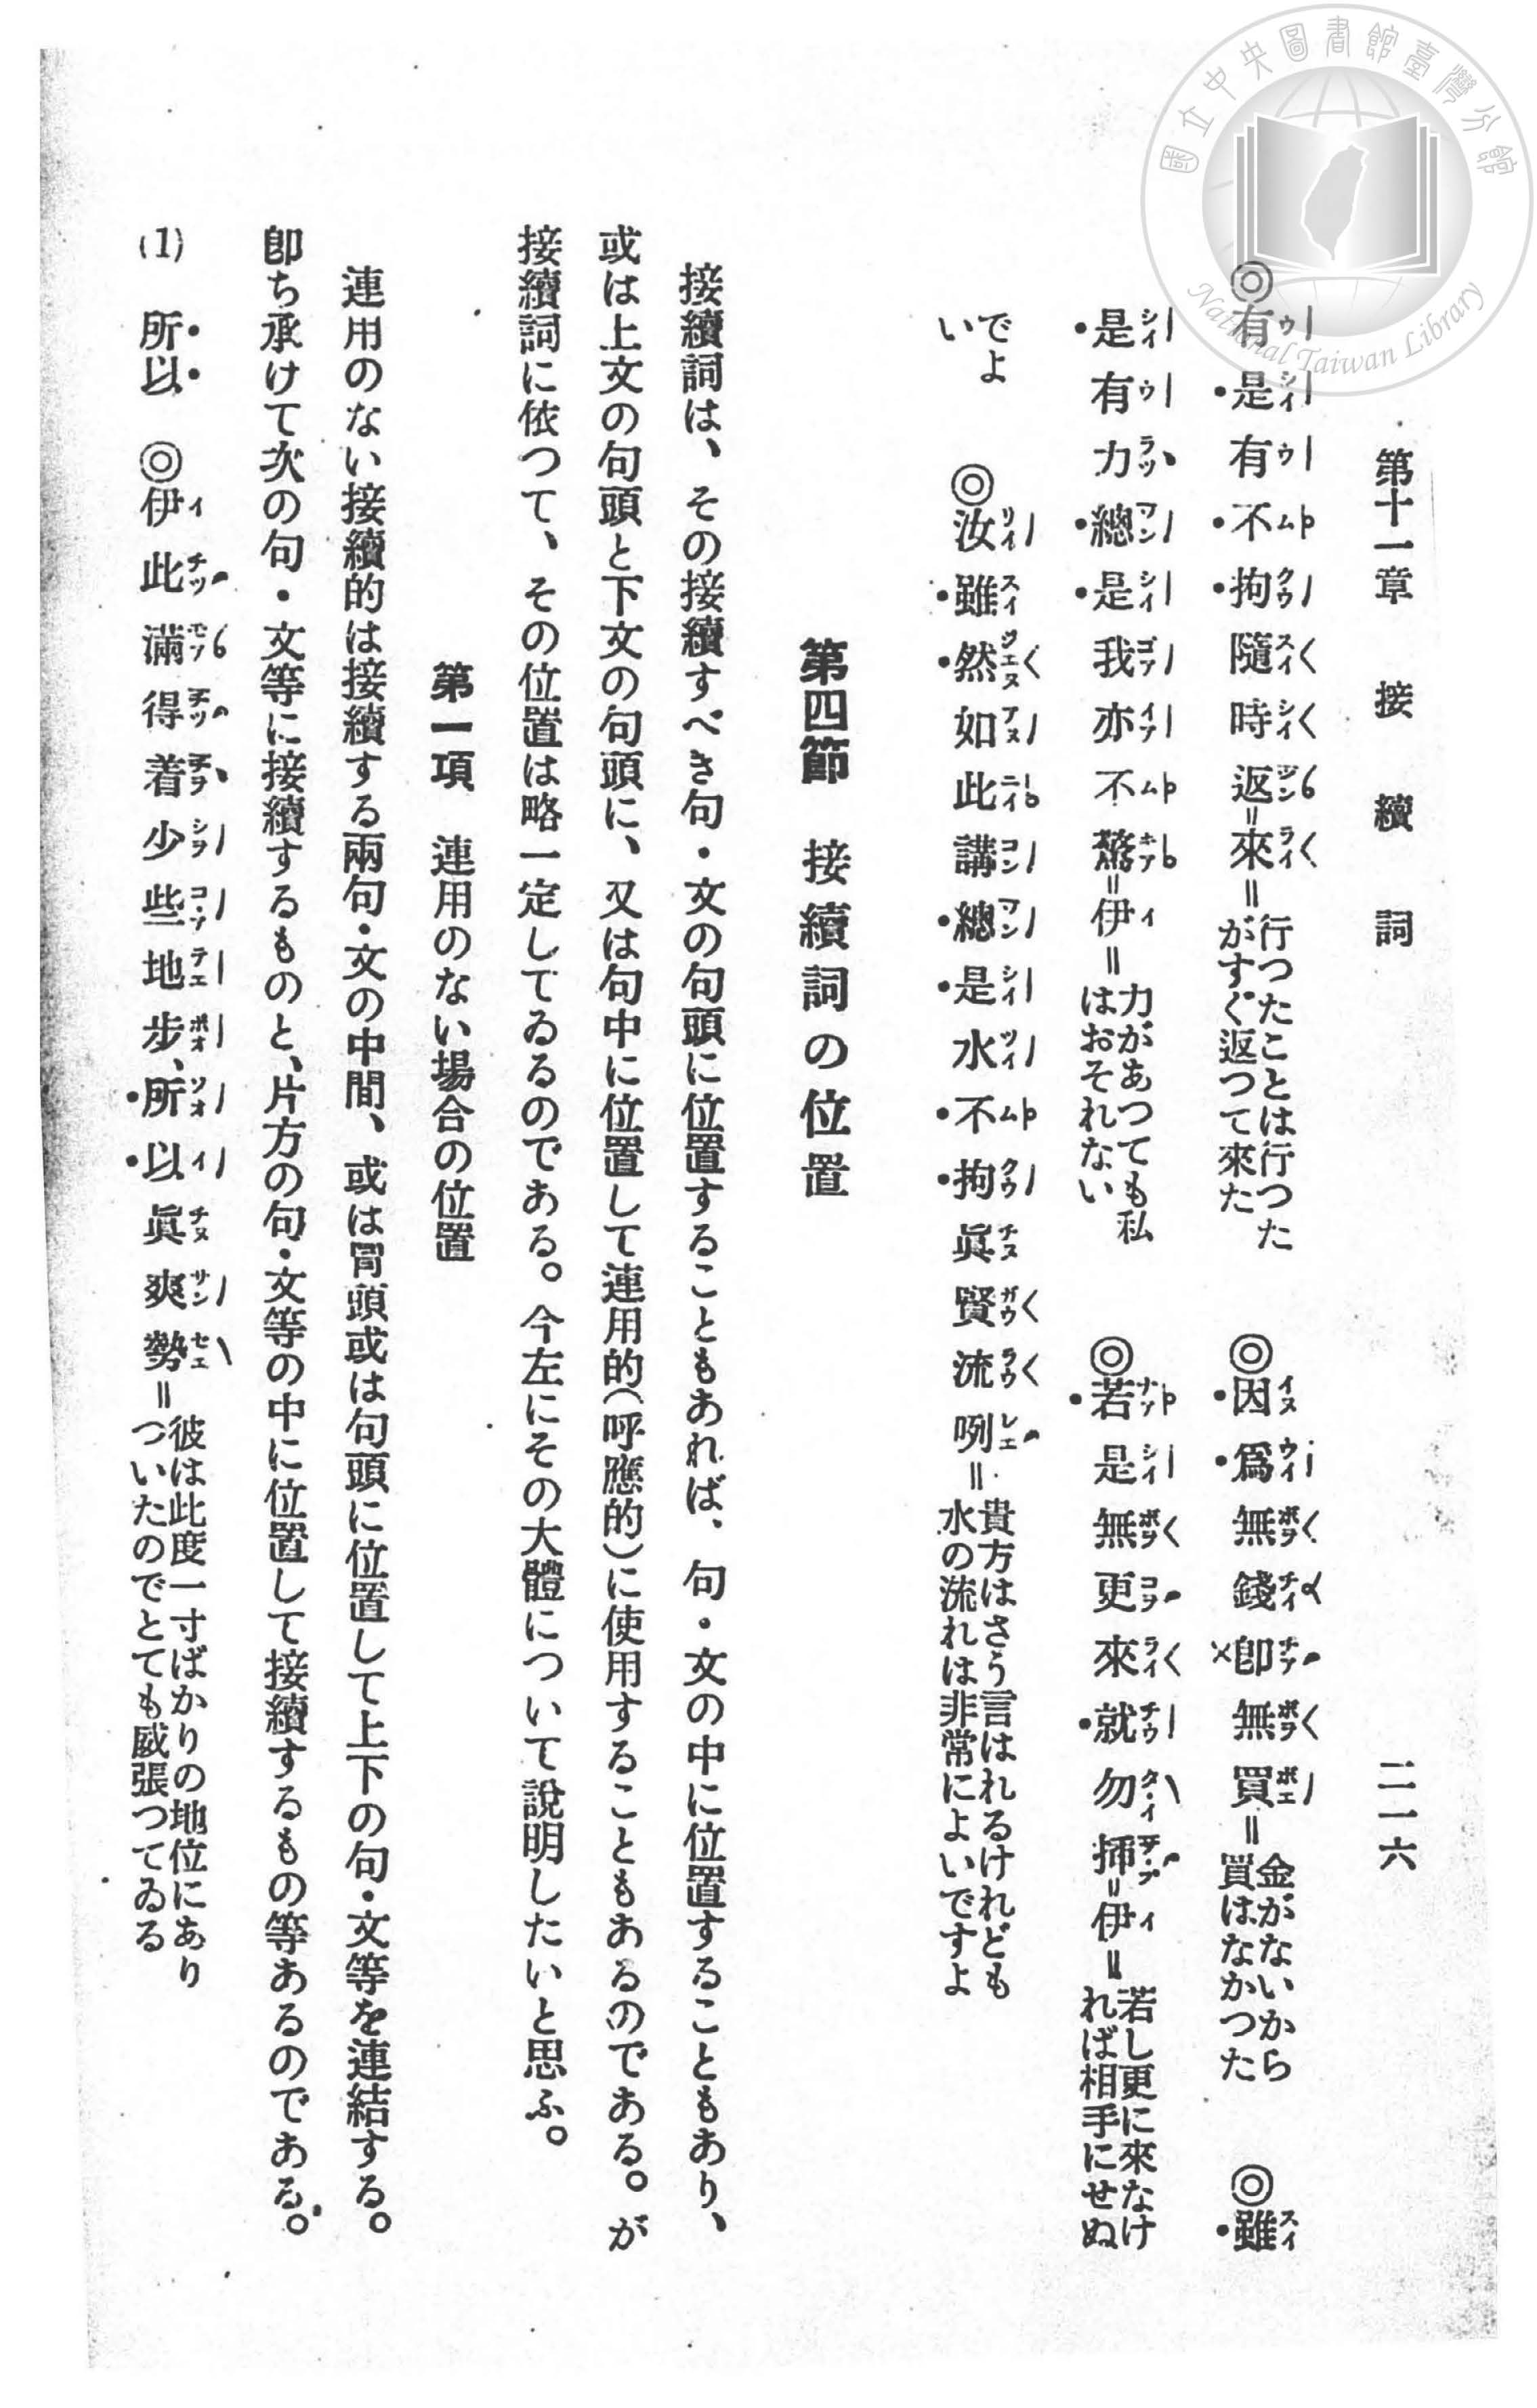 國立中央圖書館臺灣分館
National Taiwan Library
第十一章 接續詞 二一六
◎有是有不拘隨時返=來=行つたことは行つたがすぐ返つて來た ◎因爲無錢×卽無買=金がないから買はなかつた ◎雖
是有力總是我亦不驚=伊=力があつても私はおそれない ◎若是無更來就勿揷=伊=若し更に來なければ相手にせぬ
でよい ◎汝雖然如此講總是水不拘眞賢流咧=貴方はさう言はれるけれども水の流れは非常によいですよ
第四節 接續詞の位置
接續詞は、その接續すべき句・文の句頭に位置することもあれば、句・文の中に位置することもあり、
或は上文の句頭と下文の句頭に、又は句中に位置して連用的(呼應的)に使用することもあるのである。が
接續詞に依つて、その位置は略一定してゐるのである。今左にその大體について說明したいと思ふ。
第一項 連用のない場合の位置
連用のない接續的は接續する兩句・文の中間、或は冐頭或は句頭に位置して上下の句・文等を連結する。
卽ち承けて次の句・文等に接續するものと、片方の句・文等の中に位置して接續するもの等あるのである。
(1) 所以 ◎伊此滿得着少些地步、所以眞爽勢=彼は此度一寸ばかりの地位にありついたのでとても威張つてゐる